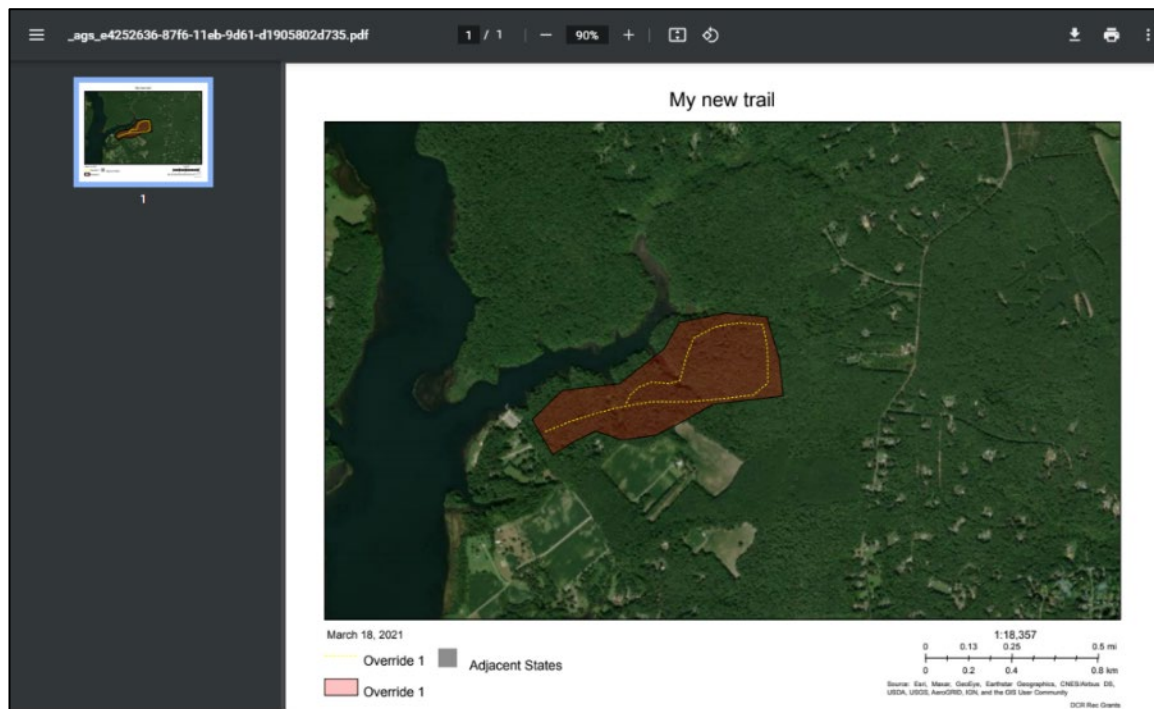 _ags_e4252636-87f6-11eb-9d61-d1905802d735.pdf 1 / 1 90%
1
My new trail
March 18, 2021
Override 1 Adjacent States
Override 1
1:18,357
0 0.13 0.25 0.5 mi
0 0.2 0.4 0.8 km
Source: Esri, Maxar, GeoEye, Earthstar Geographics, CNES/Airbus DS,
USDA, USGS, AeroGRID, IGN, and the GIS User Community
DCR Rec Grants